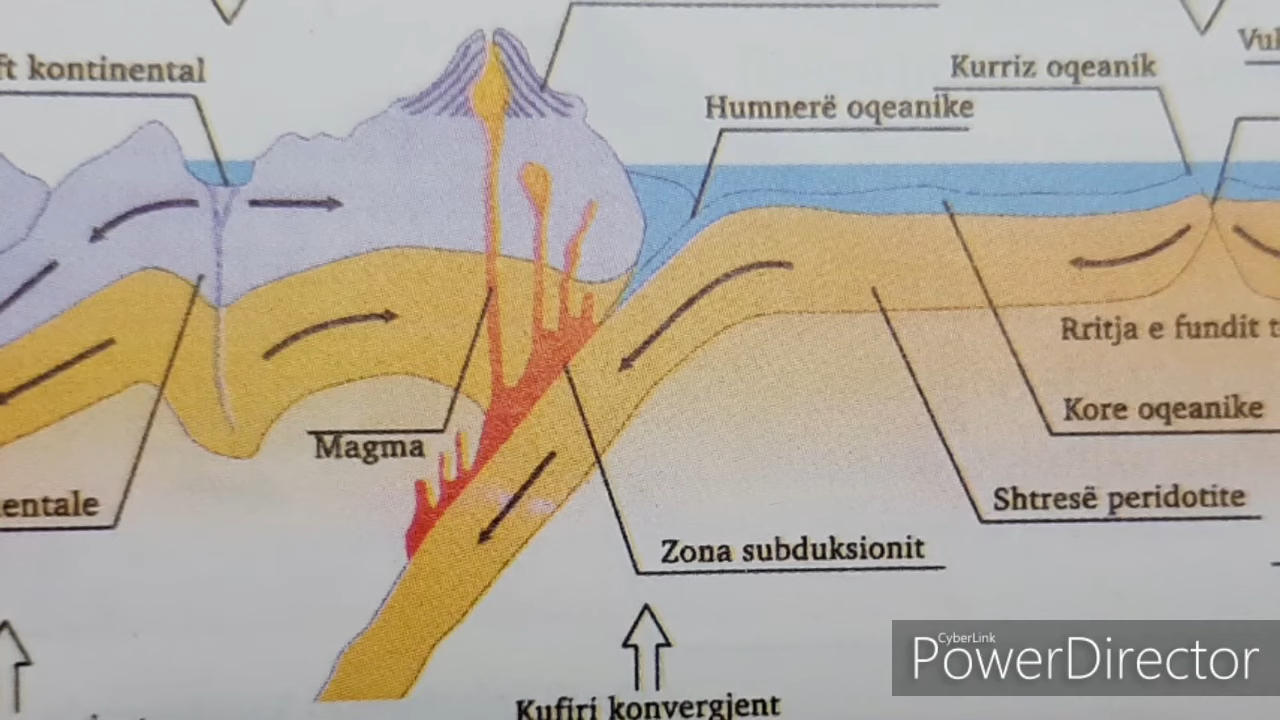 ft kontinental
Kurriz oqeanik
Vul
Humnerë oqeanike
Rritja e fundit t
Kore oqeanike
Magma
entale
Shtresë peridotite
Zona subduksionit
Kufiri konvergjent
CyberLink
PowerDirector